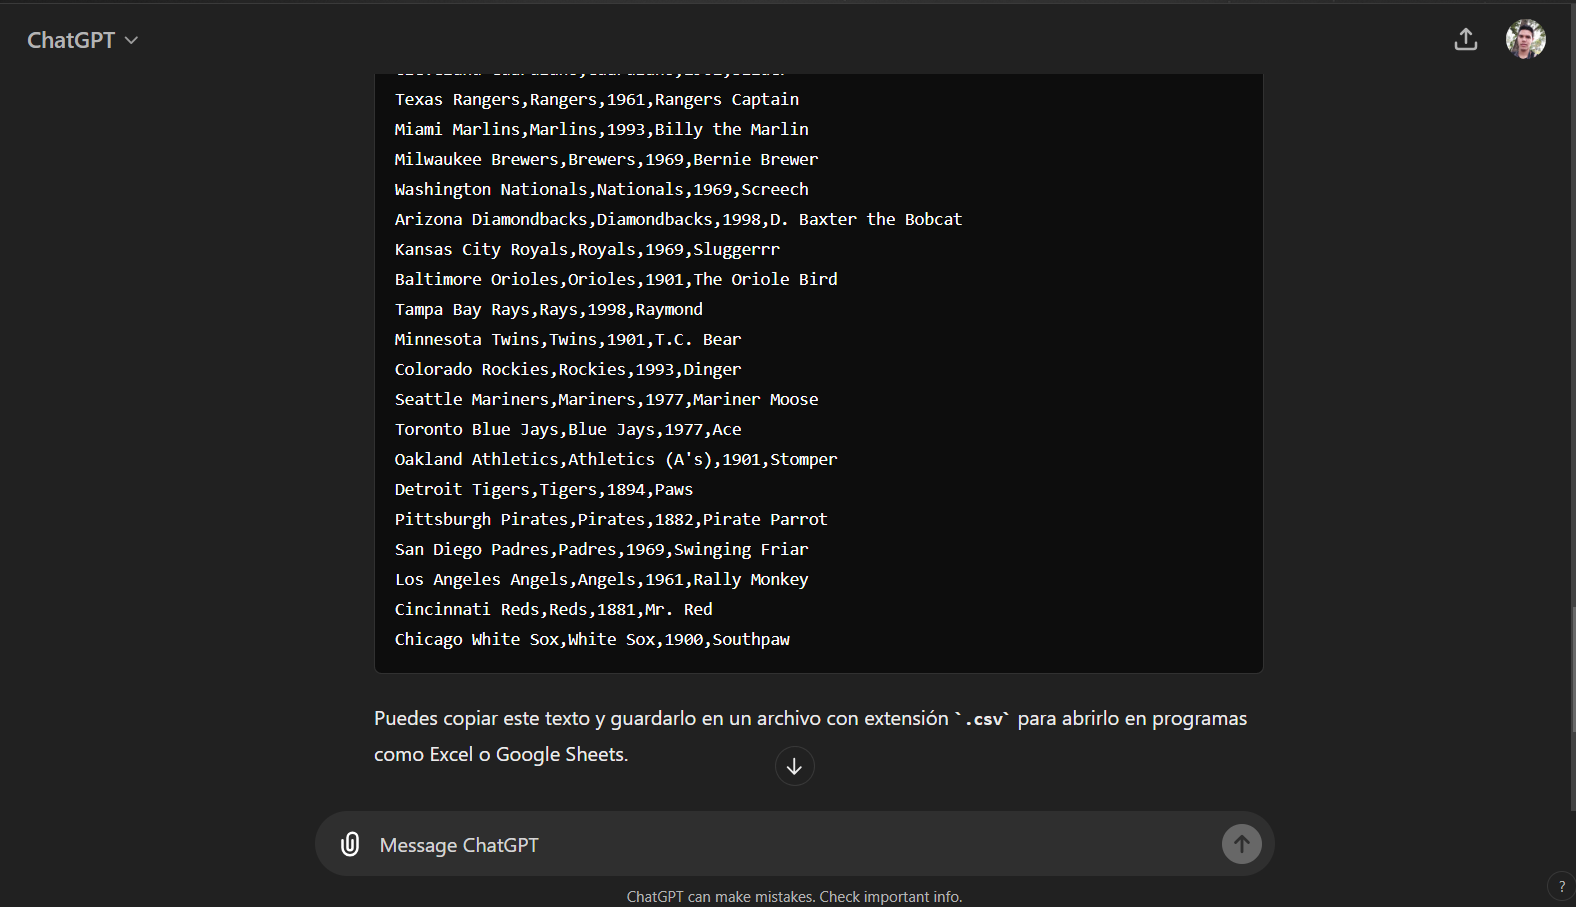 ChatGPT
Texas Rangers,Rangers,1961,Rangers Captain
Miami Marlins,Marlins,1993,Billy the Marlin
Milwaukee Brewers,Brewers,1969,Bernie Brewer
Washington Nationals,Nationals,1969,Screech
Arizona Diamondbacks,Diamondbacks,1998,D. Baxter the Bobcat
Kansas City Royals,Royals,1969,Sluggerrr
Baltimore Orioles,Orioles,1901,The Oriole Bird
Tampa Bay Rays,Rays,1998,Raymond
Minnesota Twins,Twins,1901,T.C. Bear
Colorado Rockies,Rockies,1993,Dinger
Seattle Mariners,Mariners,1977,Mariner Moose
Toronto Blue Jays,Blue Jays,1977,Ace
Oakland Athletics,Athletics (A's),1901,Stomper
Detroit Tigers,Tigers,1894,Paws
Pittsburgh Pirates,Pirates,1882,Pirate Parrot
San Diego Padres,Padres,1969,Swinging Friar
Los Angeles Angels,Angels,1961,Rally Monkey
Cincinnati Reds,Reds,1881,Mr. Red
Chicago White Sox,White Sox,1900,Southpaw
Puedes copiar este texto y guardarlo en un archivo con extensión `.csv` para abrirlo en programas
como Excel o Google Sheets.
Message ChatGPT
ChatGPT can make mistakes. Check important info.
?